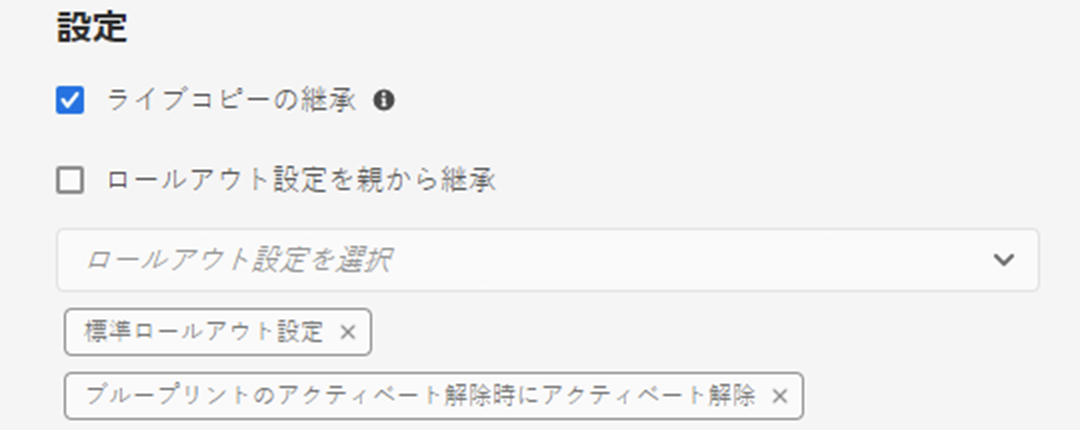 設定
ライブコピーの継承
ロールアウト設定を親から継承
ロールアウト設定を選択
標準ロールアウト設定
ブループリントのアクティベート解除時にアクティベート解除